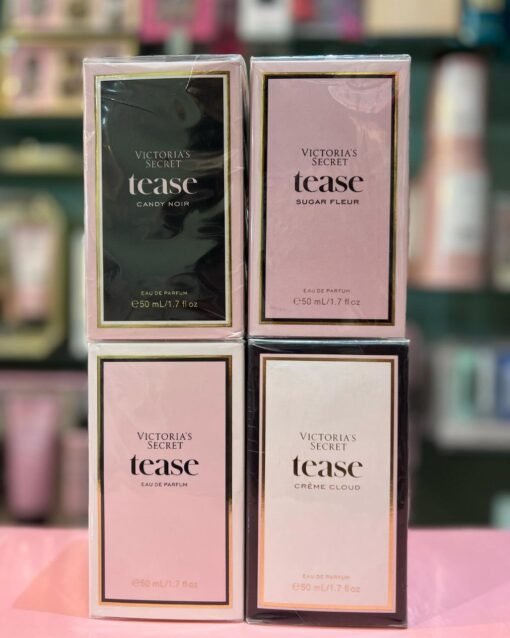 VICTORIA'S
SECRET
tease
CANDY NOIR
EAU DE PARFUM
℮50 mL/1.7 fl oz
VICTORIA'S
SECRET
tease
SUGAR FLEUR
EAU DE PARFUM
℮50 mL/1.7 fl oz
VICTORIA'S
SECRET
tease
EAU DE PARFUM
℮50 mL/1.7 fl oz
VICTORIA'S
SECRET
tease
CRÈME CLOUD
EAU DE PARFUM
℮50 mL/1.7 fl oz